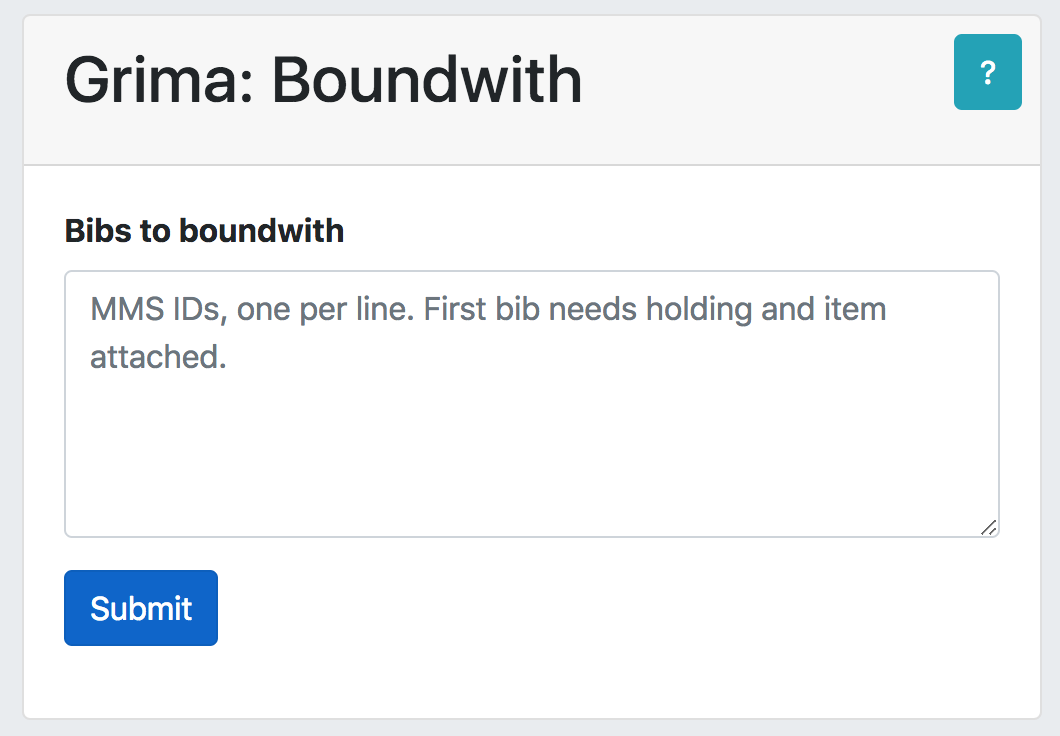 Grima: Boundwith
?
Bibs to boundwith
MMS IDs, one per line. First bib needs holding and item
attached.
Submit